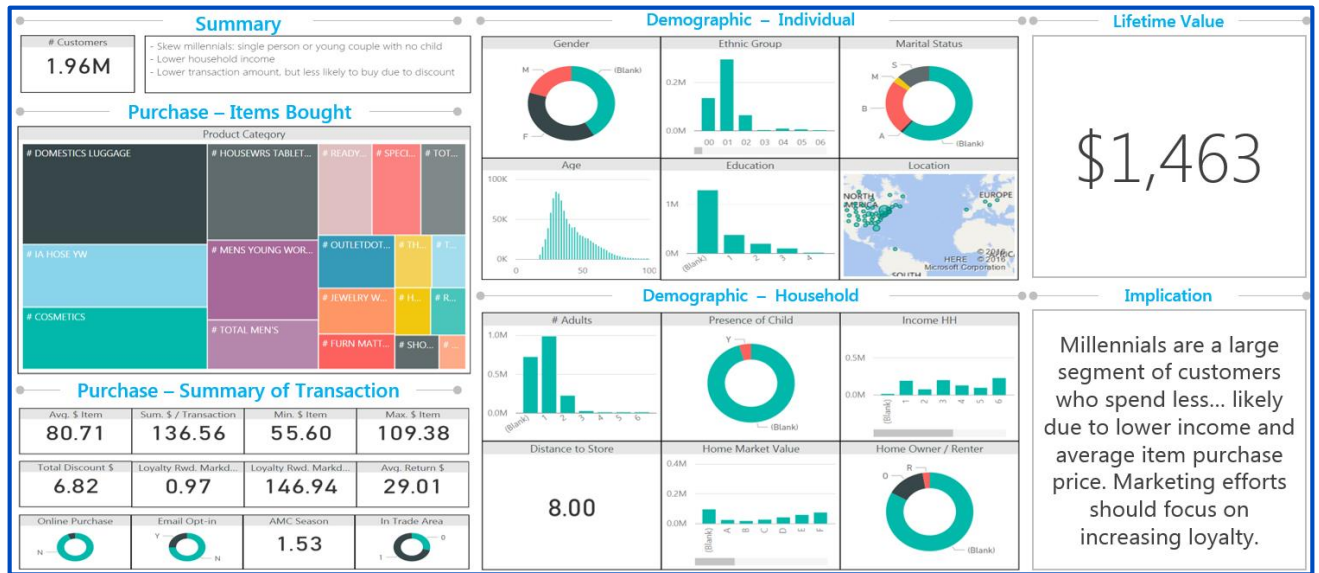 Summary
# Customers
1.96M
- Skew millennials: single person or young couple with no child
- Lower household income
- Lower transaction amount, but less likely to buy due to discount
Purchase – Items Bought
Product Category
# DOMESTICS LUGGAGE
# HOUSEWRS TABLET...
# READY...
# SPECI...
# TOT...
# IA HOSE YW
# MENS YOUNG WOR...
# OUTLETDOT...
# TH...
# T...
# COSMETICS
# JEWELRY W...
# H...
# R...
# TOTAL MEN'S
# FURN MATT...
# SHO...
# ...
Purchase – Summary of Transaction
Avg. $ Item
80.71
Sum. $ / Transaction
136.56
Min. $ Item
55.60
Max. $ Item
109.38
Total Discount $
6.82
Loyalty Rwd. Markd...
0.97
Loyalty Rwd. Markd...
146.94
Avg. Return $
29.01
Online Purchase
N
Email Opt-in
Y
N
AMC Season
1.53
In Trade Area
0
1
Demographic – Individual
Gender
M
(Blank)
F
Ethnic Group
0.2M
0.0M
00 01 02 03 04 05 06
Marital Status
S
M
B
A
(Blank)
Age
100K
50K
0K
0 50 100
Education
1M
0M
(Blank) 1 2 3 4
Location
NORTH AMERICA
EUROPE
HERE © 2016
© 2016
Microsoft Corporation
Demographic – Household
# Adults
1.0M
0.5M
0.0M
(Blank) 1 2 3 4 5 6
Presence of Child
Y
(Blank)
Income HH
0.5M
0.0M
(Blank) 1 2 3 4 5 6
Distance to Store
8.00
Home Market Value
0.4M
0.2M
0.0M
(Blank) A B C D E F
Home Owner / Renter
R
O
(Blank)
Lifetime Value
$1,463
Implication
Millennials are a large
segment of customers
who spend less... likely
due to lower income and
average item purchase
price. Marketing efforts
should focus on
increasing loyalty.